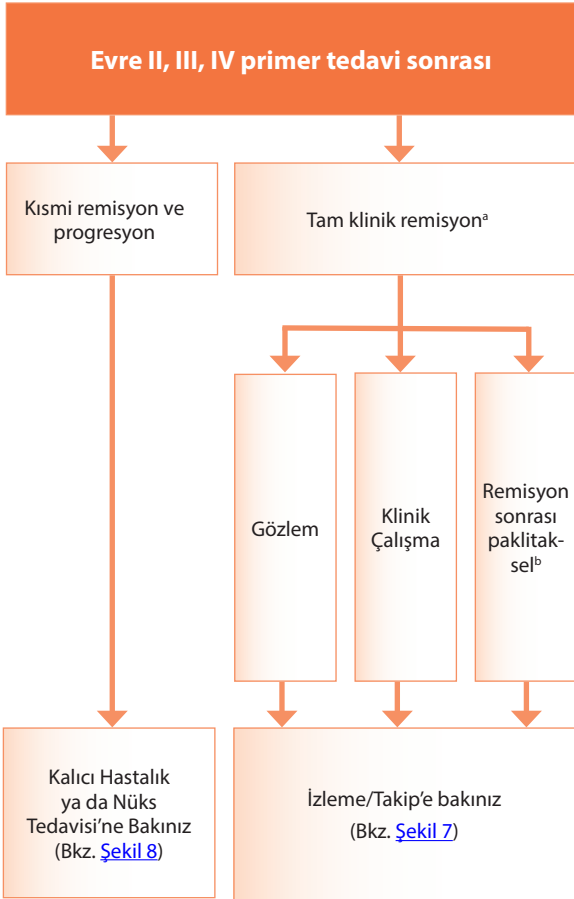 Evre II, III, IV primer tedavi sonrası
Kısmi remisyon ve
progresyon
Tam klinik remisyonᵃ
Gözlem
Klinik
Çalışma
Remisyon
sonrası
paklitak-
selᵇ
Kalıcı Hastalık
ya da Nüks
Tedavisi’ne Bakınız
(Bkz. Şekil 8)
İzleme/Takip’e bakınız
(Bkz. Şekil 7)